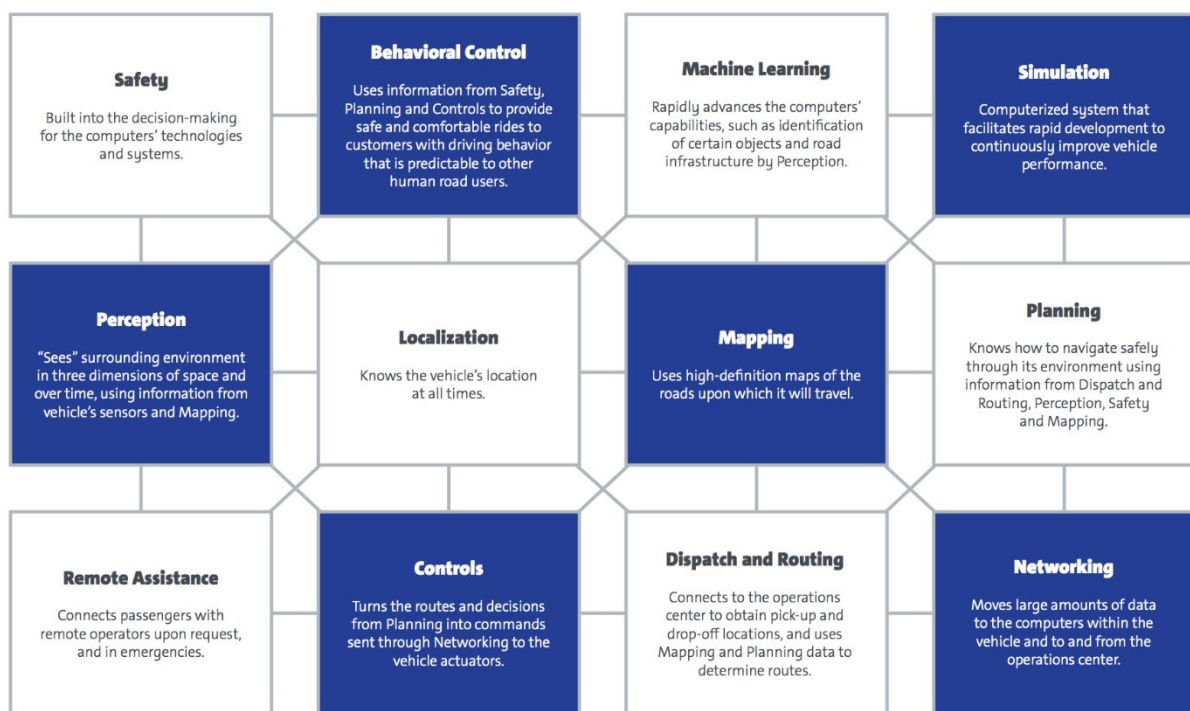 Safety
Built into the decision-making
for the computers’ technologies
and systems.
Behavioral Control
Uses information from Safety,
Planning and Controls to provide
safe and comfortable rides to
customers with driving behavior
that is predictable to other
human road users.
Machine Learning
Rapidly advances the computers’
capabilities, such as identification
of certain objects and road
infrastructure by Perception.
Simulation
Computerized system that
facilitates rapid development to
continuously improve vehicle
performance.
Perception
“Sees” surrounding environment
in three dimensions of space and
over time, using information from
vehicle’s sensors and Mapping.
Localization
Knows the vehicle’s location
at all times.
Mapping
Uses high-definition maps of the
roads upon which it will travel.
Planning
Knows how to navigate safely
through its environment using
information from Dispatch and
Routing, Perception, Safety
and Mapping.
Remote Assistance
Connects passengers with
remote operators upon request,
and in emergencies.
Controls
Turns the routes and decisions
from Planning into commands
sent through Networking to the
vehicle actuators.
Dispatch and Routing
Connects to the operations
center to obtain pick-up and
drop-off locations, and uses
Mapping and Planning data to
determine routes.
Networking
Moves large amounts of data
to the computers within the
vehicle and to and from the
operations center.